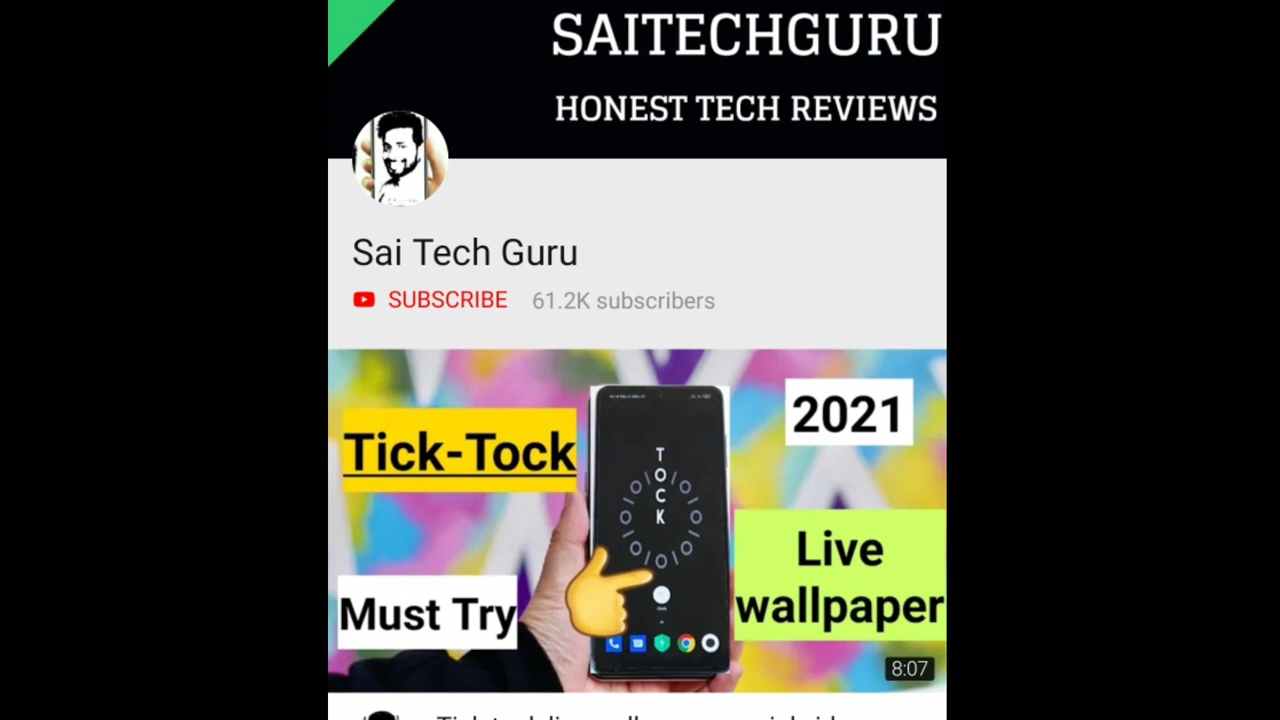 SAITECHGURU
HONEST TECH REVIEWS
Sai Tech Guru
SUBSCRIBE 61.2K subscribers
Tick-Tock
2021
TOCK
Live
wallpaper
Must Try
8:07